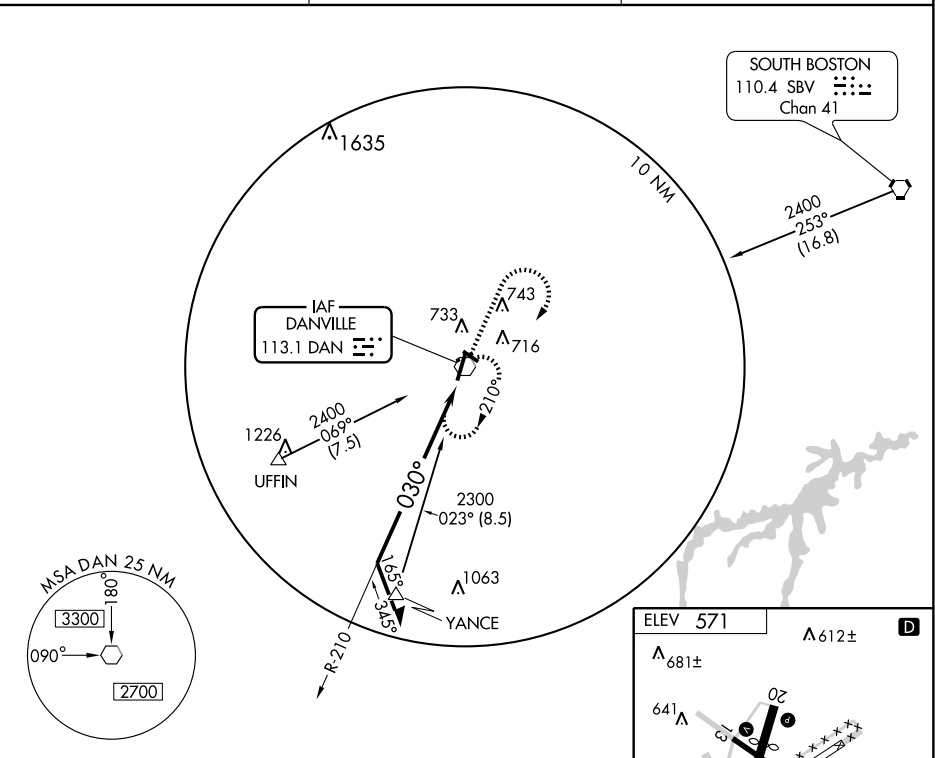 SOUTH BOSTON
110.4 SBV
Chan 41
1635
10 NM
2400
253°
(16.8)
IAF
DANVILLE
113.1 DAN
733
743
716
210°
2400
069°
(7.5)
1226
UFFIN
030°
2300
023° (8.5)
165°
345°
1063
YANCE
R-210
MSA DAN 25 NM
180°
3300
090°
2700
ELEV 571
D
612±
681±
641
20
13
V
P